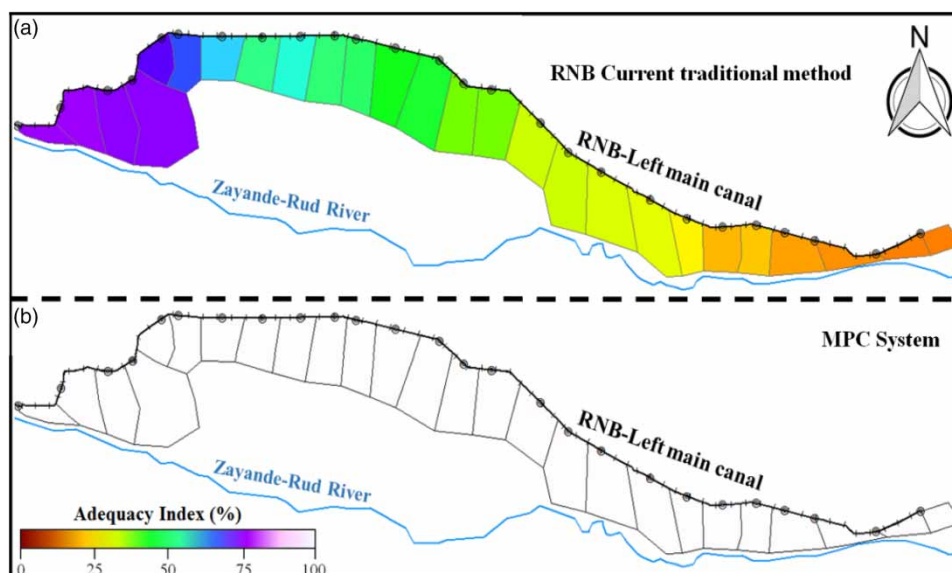 (a)
N
RNB Current traditional method
RNB-Left main canal
Zayande-Rud River
(b)
MPC System
RNB-Left main canal
Zayande-Rud River
Adequacy Index (%)
0 25 50 75 100